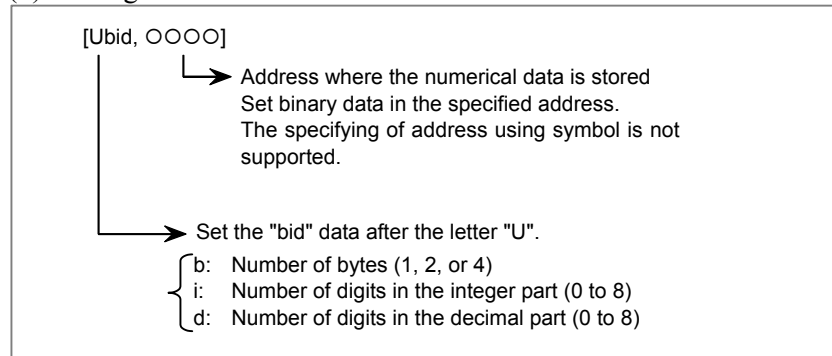 [Ubid, ○○○○]
Address where the numerical data is stored
Set binary data in the specified address.
The specifying of address using symbol is not
supported.
Set the "bid" data after the letter "U".
b: Number of bytes (1, 2, or 4)
i: Number of digits in the integer part (0 to 8)
d: Number of digits in the decimal part (0 to 8)